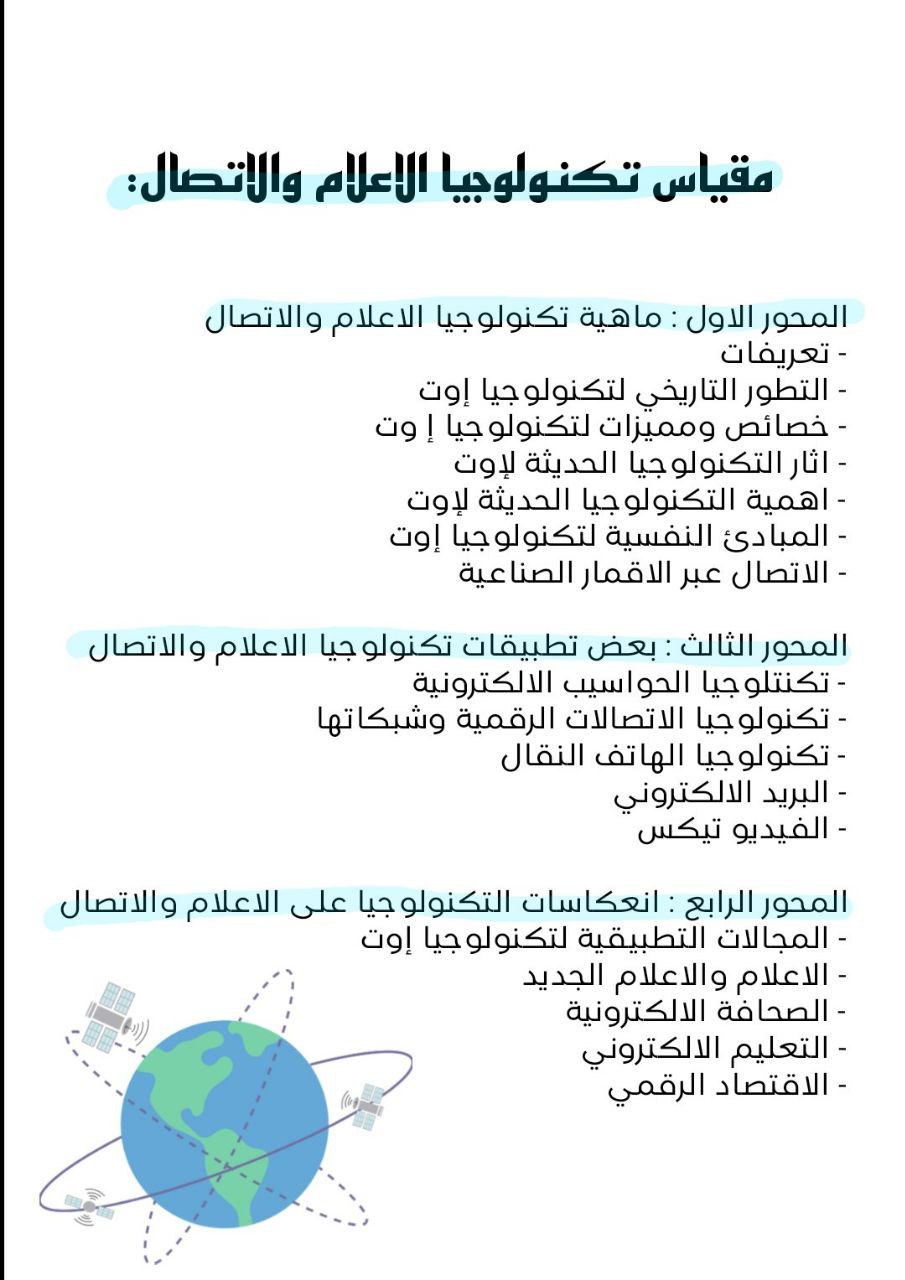 مقياس تكنولوجيا الاعلام والاتصال:
المحور الاول : ماهية تكنولوجيا الاعلام والاتصال
- تعريفات
- التطور التاريخي لتكنولوجيا إوت
- خصائص ومميزات لتكنولوجيا إ وت
- اثار التكنولوجيا الحديثة لإوت
- اهمية التكنولوجيا الحديثة لإوت
- المبادئ النفسية لتكنولوجيا إوت
- الاتصال عبر الاقمار الصناعية
المحور الثالث : بعض تطبيقات تكنولوجيا الاعلام والاتصال
- تكنتلوجيا الحواسيب الالكترونية
- تكنولوجيا الاتصالات الرقمية وشبكاتها
- تكنولوجيا الهاتف النقال
- البريد الالكتروني
- الفيديو تيكس
المحور الرابع : انعكاسات التكنولوجيا على الاعلام والاتصال
- المجالات التطبيقية لتكنولوجيا إوت
- الاعلام والاعلام الجديد
- الصحافة الالكترونية
- التعليم الالكتروني
- الاقتصاد الرقمي